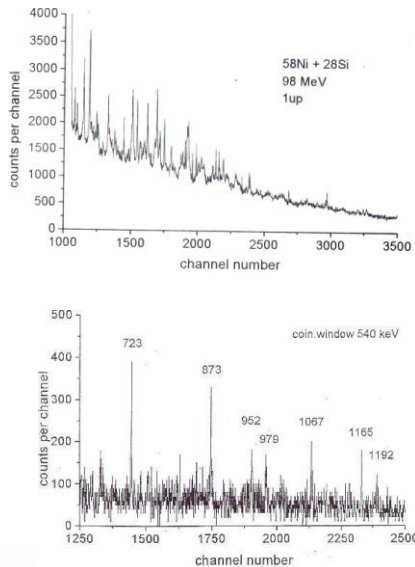 4000
3500
3000
2500
2000
1500
1000
500
0
counts per channel
58Ni + 28Si
98 MeV
1up
1000 1500 2000 2500 3000 3500
channel number
500
400
300
200
100
0
counts per channel
coin.window 540 keV
723
873
952
979
1067
1165
1192
1250 1500 1750 2000 2250 2500
channel number